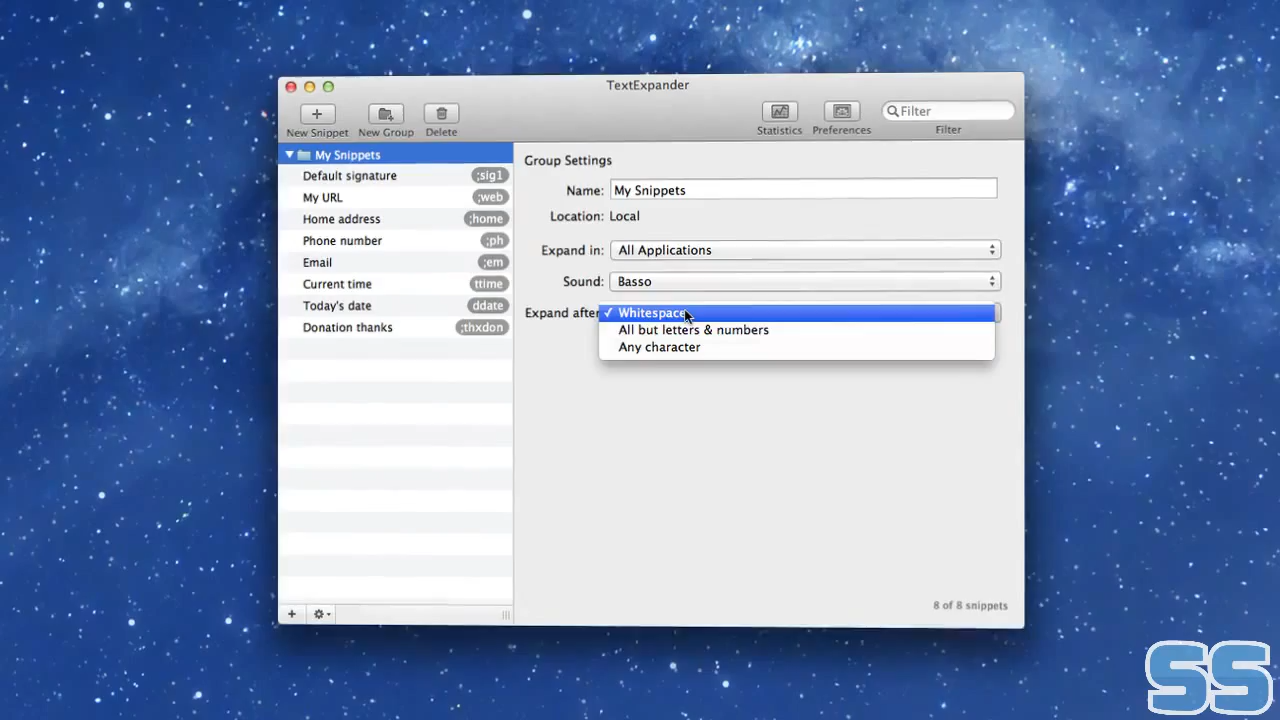 TextExpander
New Snippet
New Group
Delete
Statistics
Preferences
Filter
Filter
My Snippets
Default signature ;sig1
My URL ;web
Home address ;home
Phone number ;ph
Email ;em
Current time ttime
Today's date ddate
Donation thanks ;thxdon
Group Settings
Name: My Snippets
Location: Local
Expand in: All Applications
Sound: Basso
Expand after
✓ Whitespace
All but letters & numbers
Any character
8 of 8 snippets
SS